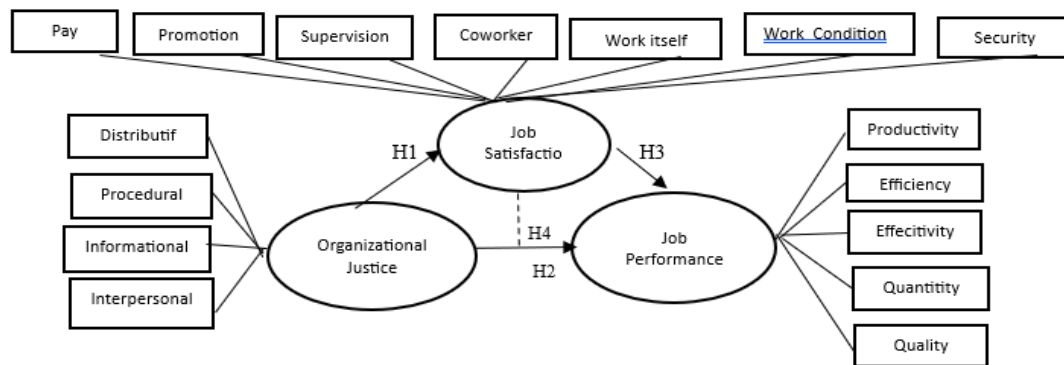 Pay
Promotion
Supervision
Coworker
Work itself
Work Condition
Security
Distributif
Procedural
Informational
Interpersonal
H1
Job
Satisfactio
H3
Organizational
Justice
H4
H2
Job
Performance
Productivity
Efficiency
Effecitivity
Quantitity
Quality